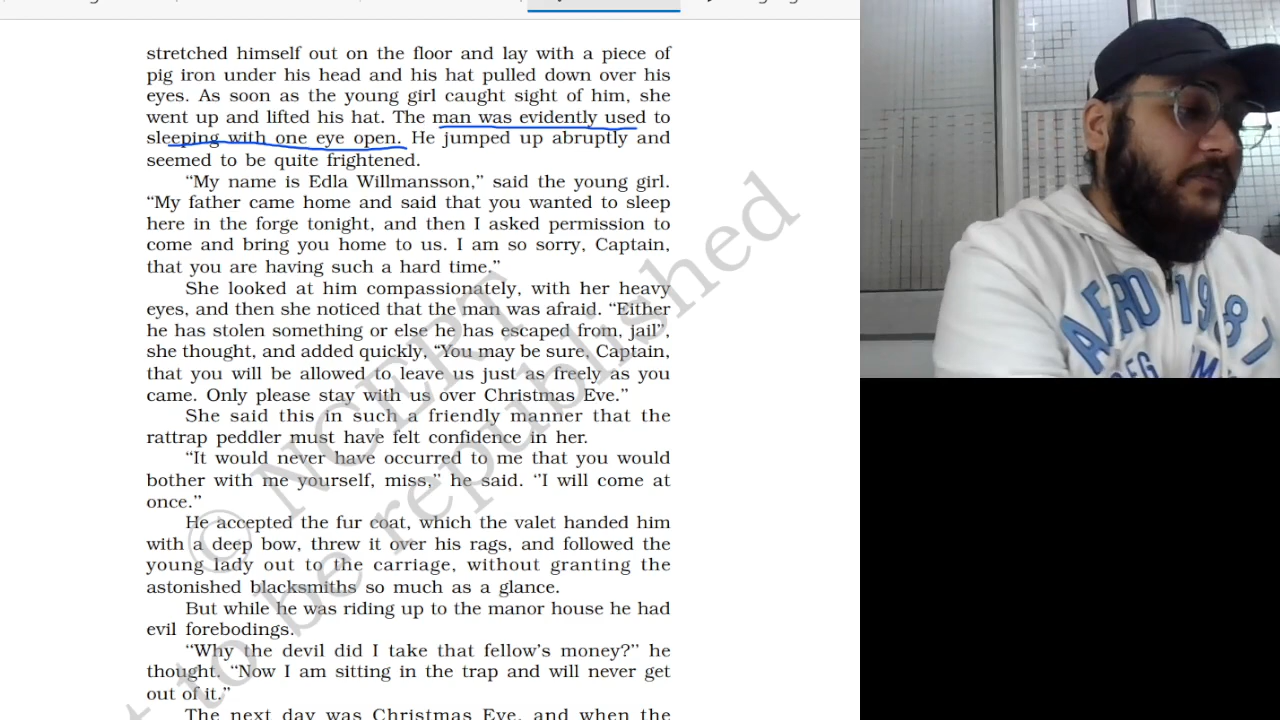 stretched himself out on the floor and lay with a piece of
pig iron under his head and his hat pulled down over his
eyes. As soon as the young girl caught sight of him, she
went up and lifted his hat. The man was evidently used to
sleeping with one eye open. He jumped up abruptly and
seemed to be quite frightened.
“My name is Edla Willmansson,” said the young girl.
“My father came home and said that you wanted to sleep
here in the forge tonight, and then I asked permission to
come and bring you home to us. I am so sorry, Captain,
that you are having such a hard time.”
She looked at him compassionately, with her heavy
eyes, and then she noticed that the man was afraid. “Either
he has stolen something or else he has escaped from, jail”,
she thought, and added quickly, “You may be sure, Captain,
that you will be allowed to leave us just as freely as you
came. Only please stay with us over Christmas Eve.”
She said this in such a friendly manner that the
rattrap peddler must have felt confidence in her.
“It would never have occurred to me that you would
bother with me yourself, miss,” he said. “I will come at
once.”
He accepted the fur coat, which the valet handed him
with a deep bow, threw it over his rags, and followed the
young lady out to the carriage, without granting the
astonished blacksmiths so much as a glance.
But while he was riding up to the manor house he had
evil forebodings.
“Why the devil did I take that fellow’s money?” he
thought. “Now I am sitting in the trap and will never get
out of it.”
The next day was Christmas Eve, and when the
© NCERT
to be republished
AERO 1987